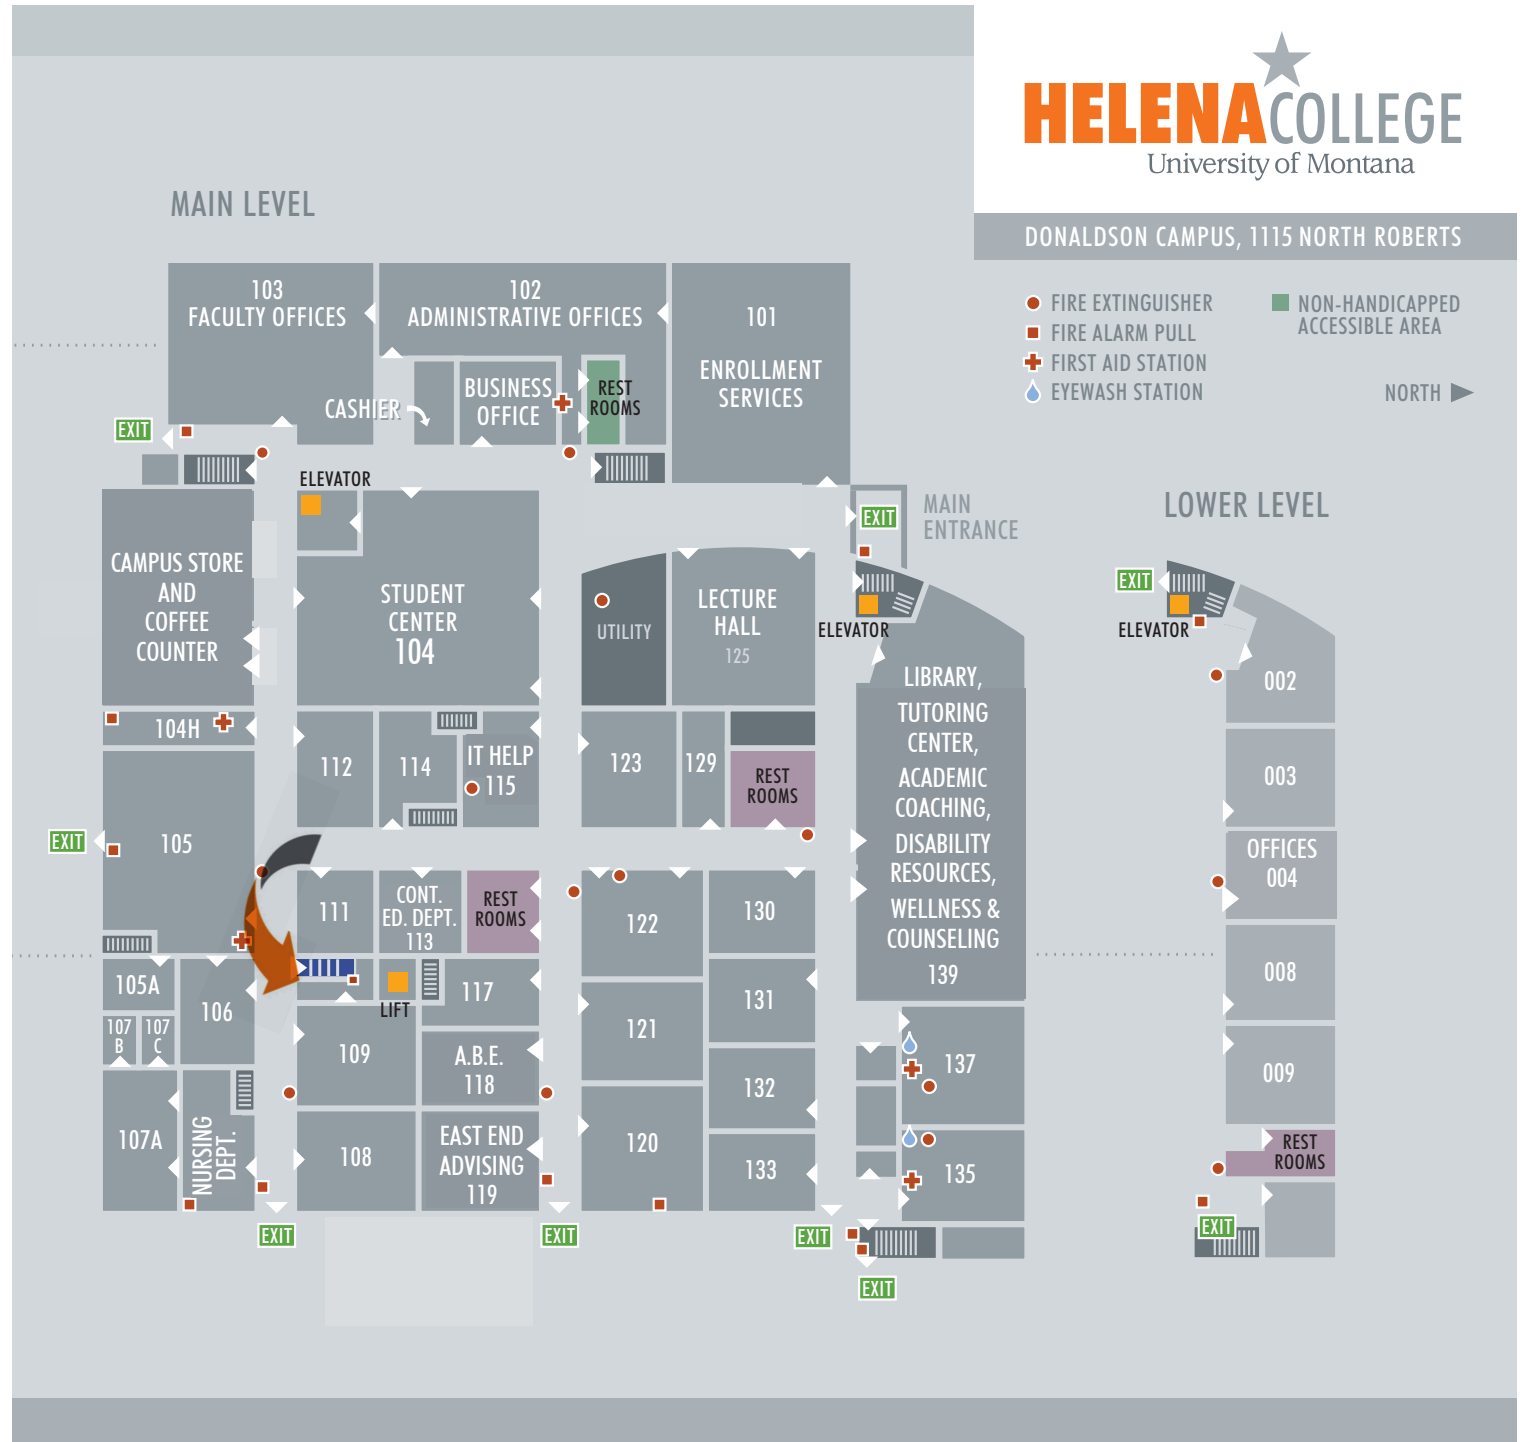 HELENA COLLEGE
University of Montana
DONALDSON CAMPUS, 1115 NORTH ROBERTS
FIRE EXTINGUISHER
FIRE ALARM PULL
FIRST AID STATION
EYEWASH STATION
NON-HANDICAPPED
ACCESSIBLE AREA
NORTH
MAIN LEVEL
103
FACULTY OFFICES
102
ADMINISTRATIVE OFFICES
101
ENROLLMENT
SERVICES
CASHIER
BUSINESS
OFFICE
REST
ROOMS
EXIT
ELEVATOR
EXIT
MAIN
ENTRANCE
CAMPUS STORE
AND
COFFEE
COUNTER
STUDENT
CENTER
104
UTILITY
LECTURE
HALL
125
ELEVATOR
LIBRARY,
TUTORING
CENTER,
ACADEMIC
COACHING,
DISABILITY
RESOURCES,
WELLNESS &
COUNSELING
139
104H
112
114
IT HELP
115
123
129
REST
ROOMS
EXIT
105
111
CONT.
ED. DEPT.
113
REST
ROOMS
122
130
105A
106
LIFT
117
131
107
B
107
C
109
A.B.E.
118
121
132
137
107A
NURSING
DEPT.
108
EAST END
ADVISING
119
120
133
135
EXIT
EXIT
EXIT
EXIT
LOWER LEVEL
EXIT
ELEVATOR
002
003
OFFICES
004
008
009
REST
ROOMS
EXIT